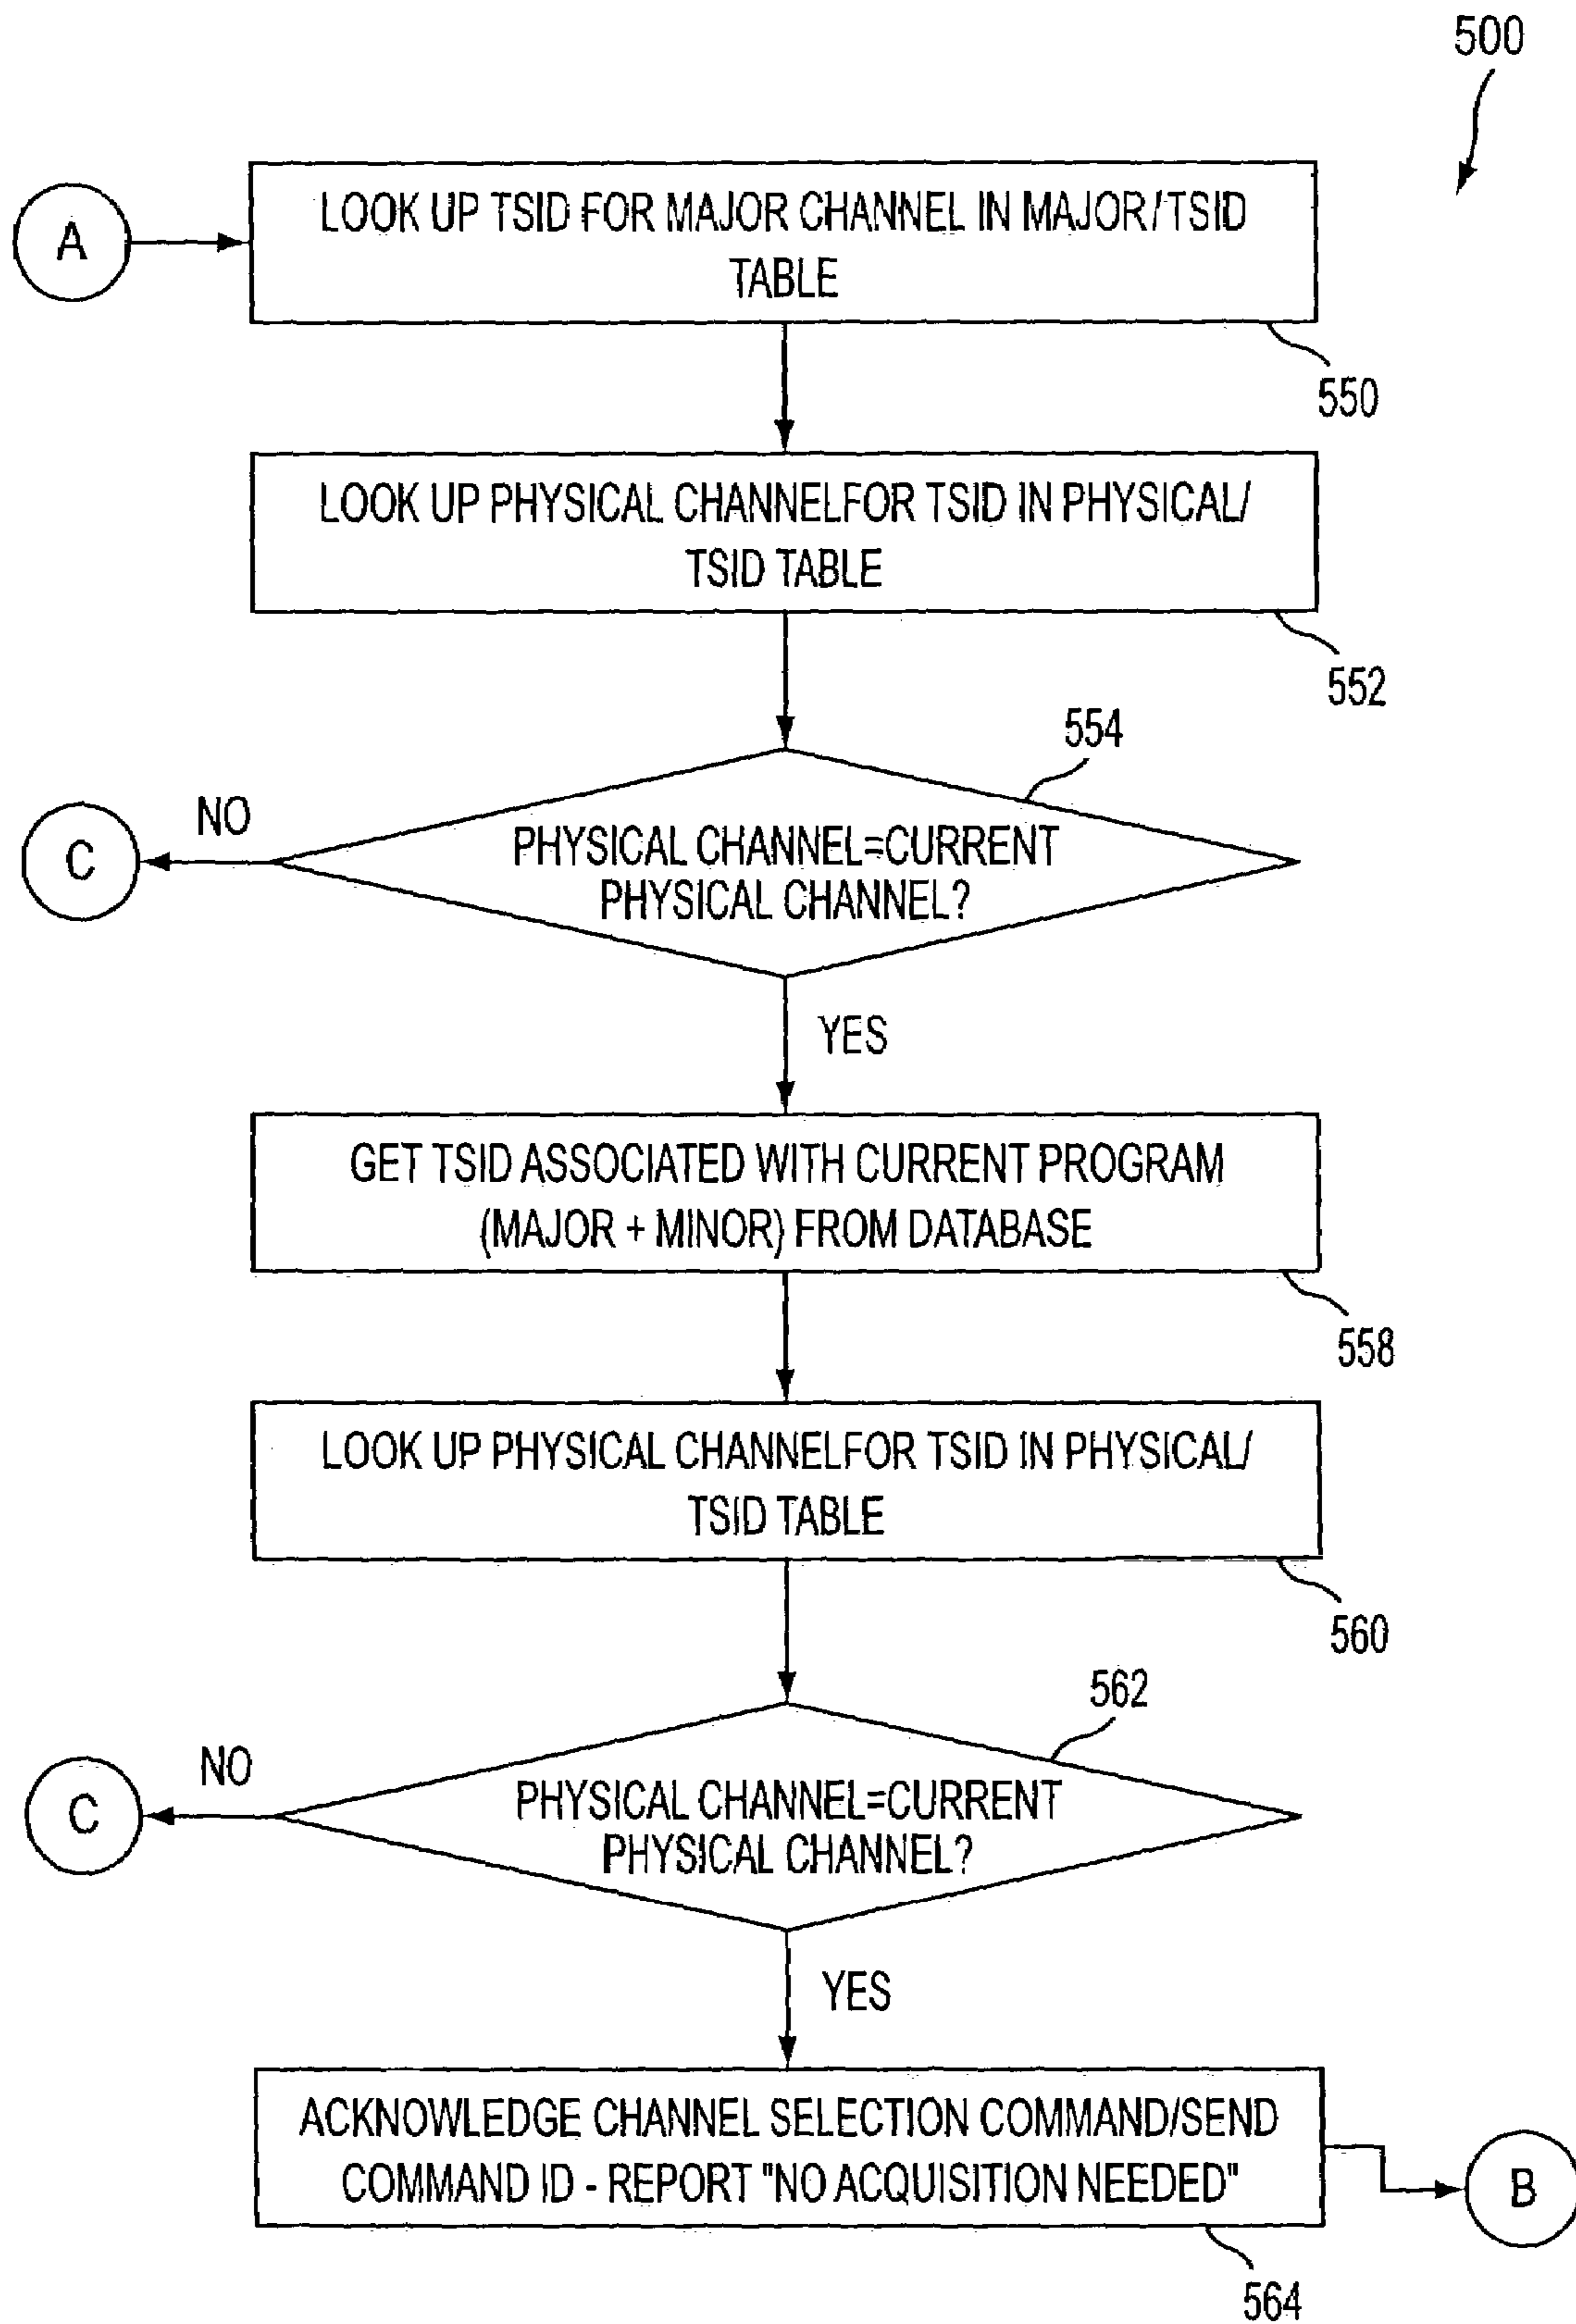 500
A
LOOK UP TSID FOR MAJOR CHANNEL IN MAJOR/TSID
TABLE
550
LOOK UP PHYSICAL CHANNELFOR TSID IN PHYSICAL/
TSID TABLE
552
554
NO
C
PHYSICAL CHANNEL=CURRENT
PHYSICAL CHANNEL?
YES
GET TSID ASSOCIATED WITH CURRENT PROGRAM
(MAJOR + MINOR) FROM DATABASE
558
LOOK UP PHYSICAL CHANNELFOR TSID IN PHYSICAL/
TSID TABLE
560
562
NO
C
PHYSICAL CHANNEL=CURRENT
PHYSICAL CHANNEL?
YES
ACKNOWLEDGE CHANNEL SELECTION COMMAND/SEND
COMMAND ID - REPORT "NO ACQUISITION NEEDED"
B
564